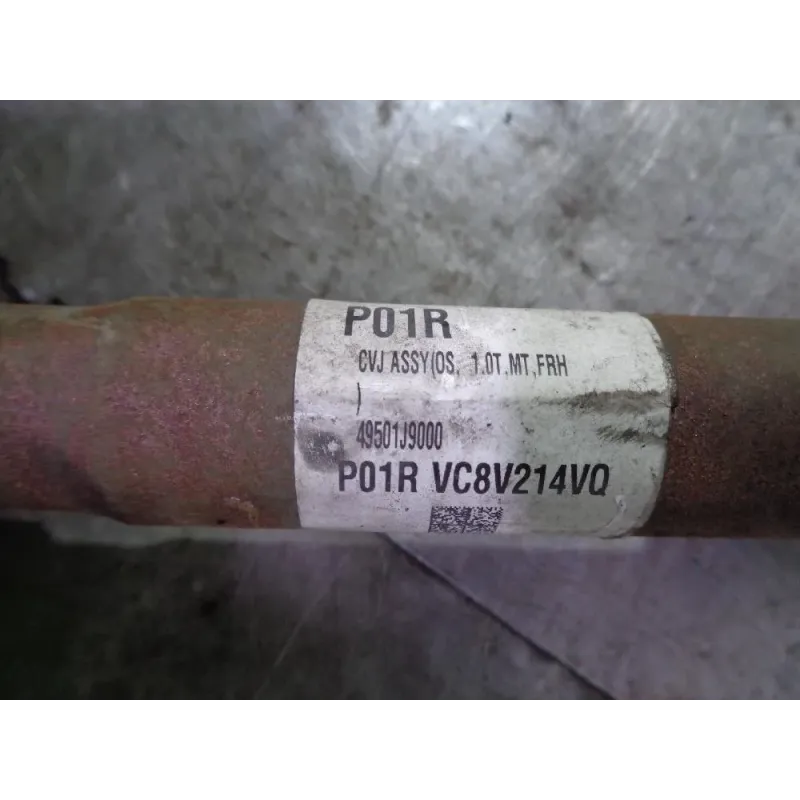 P01R
CVJ ASSY(OS, 1.0T,MT,FRH
)
49501J9000
P01R VC8V214VQ